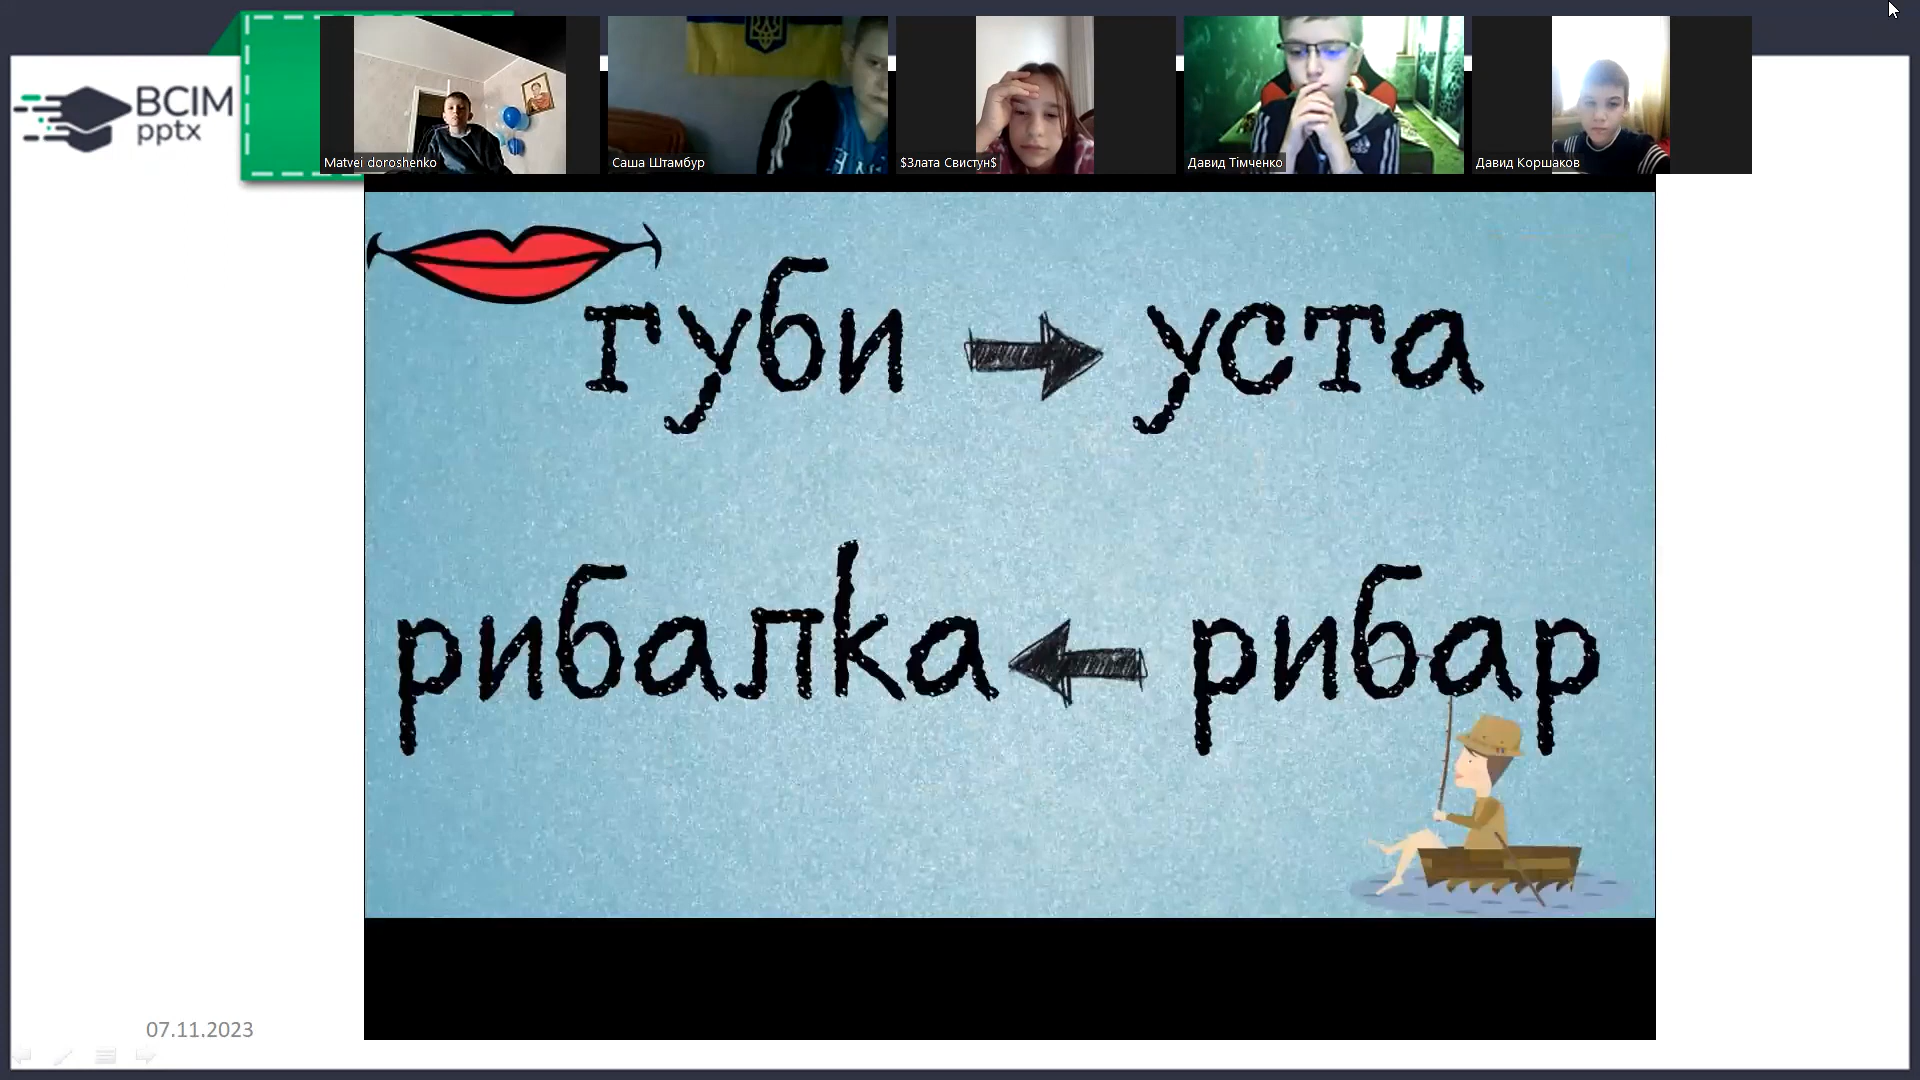 ВСІМ
pptx
Matvei doroshenko
Саша Штамбур
$Злата Свистун$
Давид Тімченко
Давид Коршаков
губи → уста
рибалка ← рибар
07.11.2023